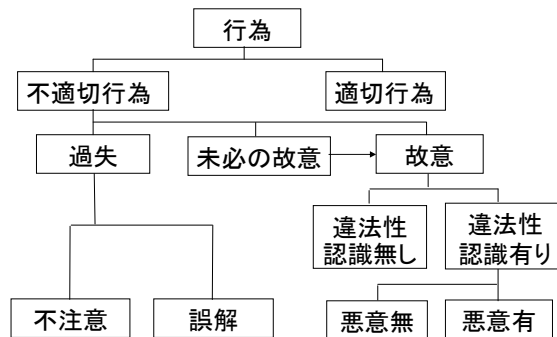 行為
不適切行為
適切行為
過失
未必の故意
故意
違法性
認識無し
違法性
認識有り
不注意
誤解
悪意無
悪意有